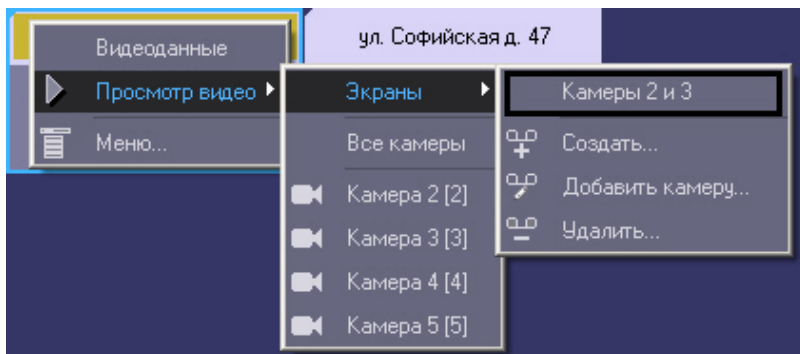 ул. Софийская д. 47
Видеоданные
Просмотр видео
Меню...
Экраны
Все камеры
Камера 2 [2]
Камера 3 [3]
Камера 4 [4]
Камера 5 [5]
Камеры 2 и 3
Создать...
Добавить камеру...
Удалить...